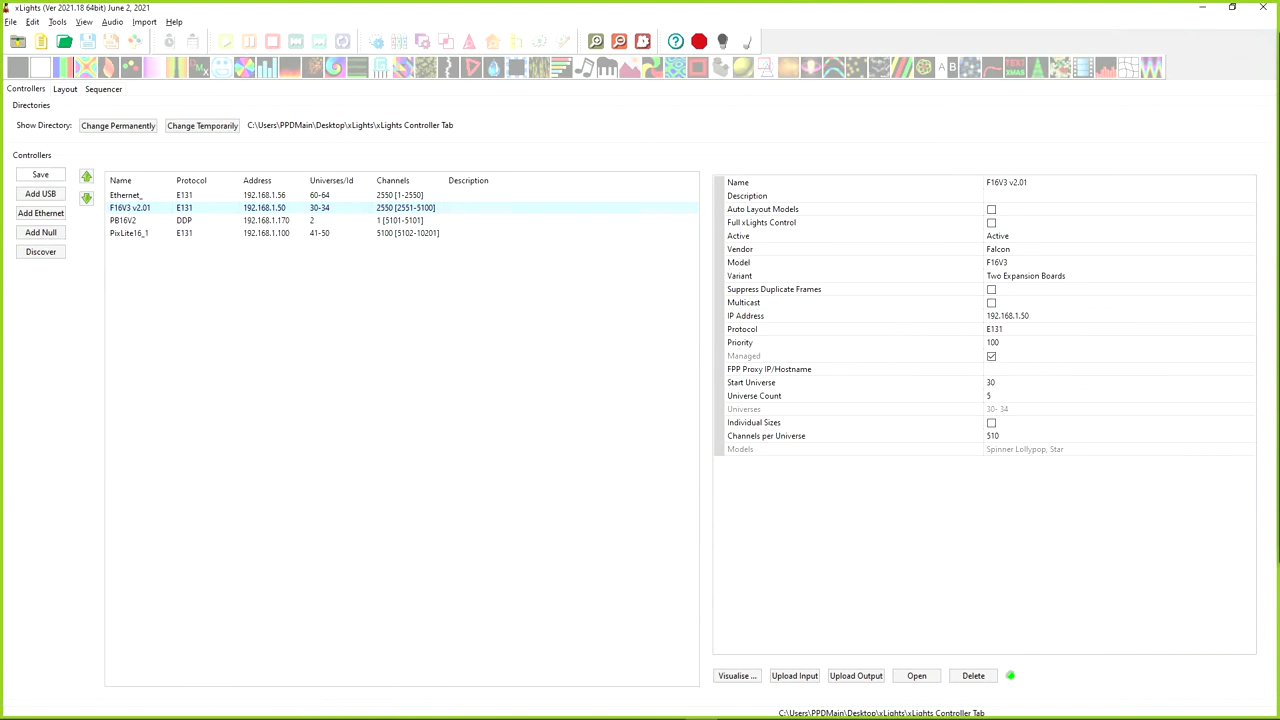 xLights (Ver 2021.18 64bit) June 2, 2021
File Edit Tools View Audio Import Help
Controllers Layout Sequencer
Directories
Show Directory: Change Permanently Change Temporarily C:\Users\PPDMain\Desktop\xLights\xLights Controller Tab
Controllers
Save
Add USB
Add Ethernet
Add Null
Discover
Name Protocol Address Universes/Id Channels Description
Ethernet_ E131 192.168.1.56 60-64 2550 [1-2550]
F16V3 v2.01 E131 192.168.1.50 30-34 2550 [2551-5100]
PB16V2 DDP 192.168.1.170 2 1 [5101-5101]
PixLite16_1 E131 192.168.1.100 41-50 5100 [5102-10201]
Name F16V3 v2.01
Description
Auto Layout Models
Full xLights Control
Active Active
Vendor Falcon
Model F16V3
Variant Two Expansion Boards
Suppress Duplicate Frames
Multicast
IP Address 192.168.1.50
Protocol E131
Priority 100
Managed
FPP Proxy IP/Hostname
Start Universe 30
Universe Count 5
Universes 30- 34
Individual Sizes
Channels per Universe 510
Models Spinner Lollypop, Star
Visualise ... Upload Input Upload Output Open Delete
C:\Users\PPDMain\Desktop\xLights\xLights Controller Tab